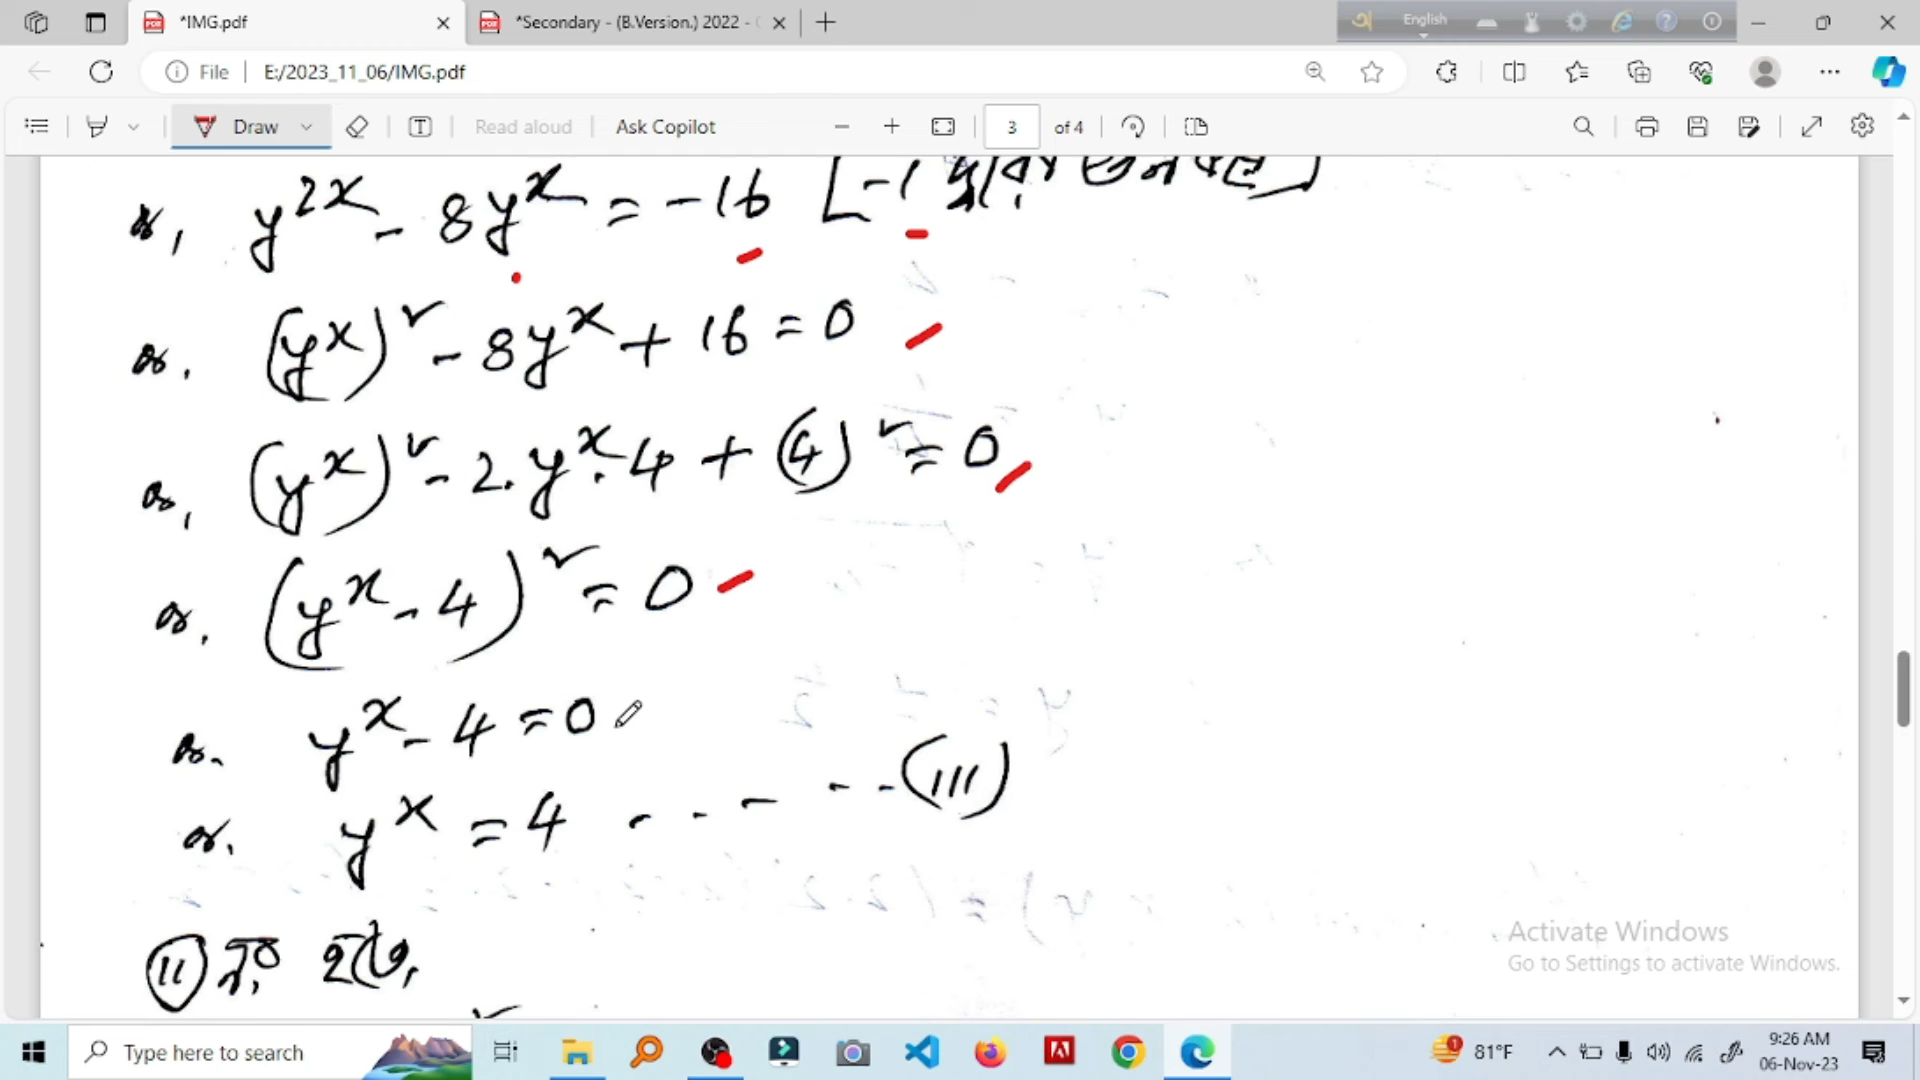 *IMG.pdf
*Secondary - (B.Version.) 2022 -
English
File E:/2023_11_06/IMG.pdf
Draw Read aloud Ask Copilot 3 of 4
বা, y^2x - 8y^x = -16 [-1
বা, (y^x)² - 8y^x + 16 = 0
বা, (y^x)² - 2. y^x. 4 + (4)² = 0
বা, (y^x - 4)² = 0
বা, y^x - 4 = 0
বা, y^x = 4 - - - - - (iii)
(ii) নং হতে,
Activate Windows
Go to Settings to activate Windows.
Type here to search
81°F
9:26 AM
06-Nov-23